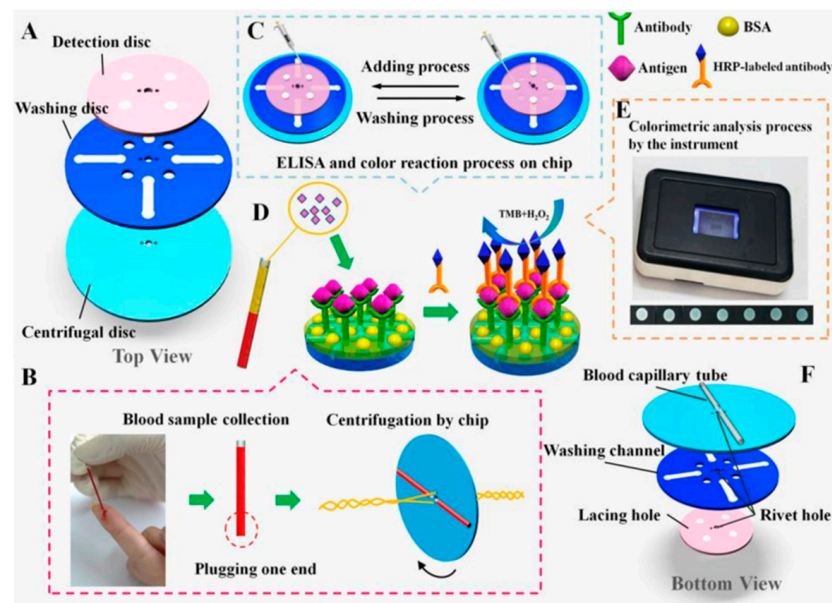 A
Detection disc
Washing disc
Centrifugal disc
Top View
C
Adding process
Washing process
ELISA and color reaction process on chip
Antibody
BSA
Antigen
HRP-labeled antibody
E
Colorimetric analysis process
by the instrument
D
TMB+H₂O₂
B
Blood sample collection
Centrifugation by chip
Plugging one end
F
Blood capillary tube
Washing channel
Lacing hole
Rivet hole
Bottom View